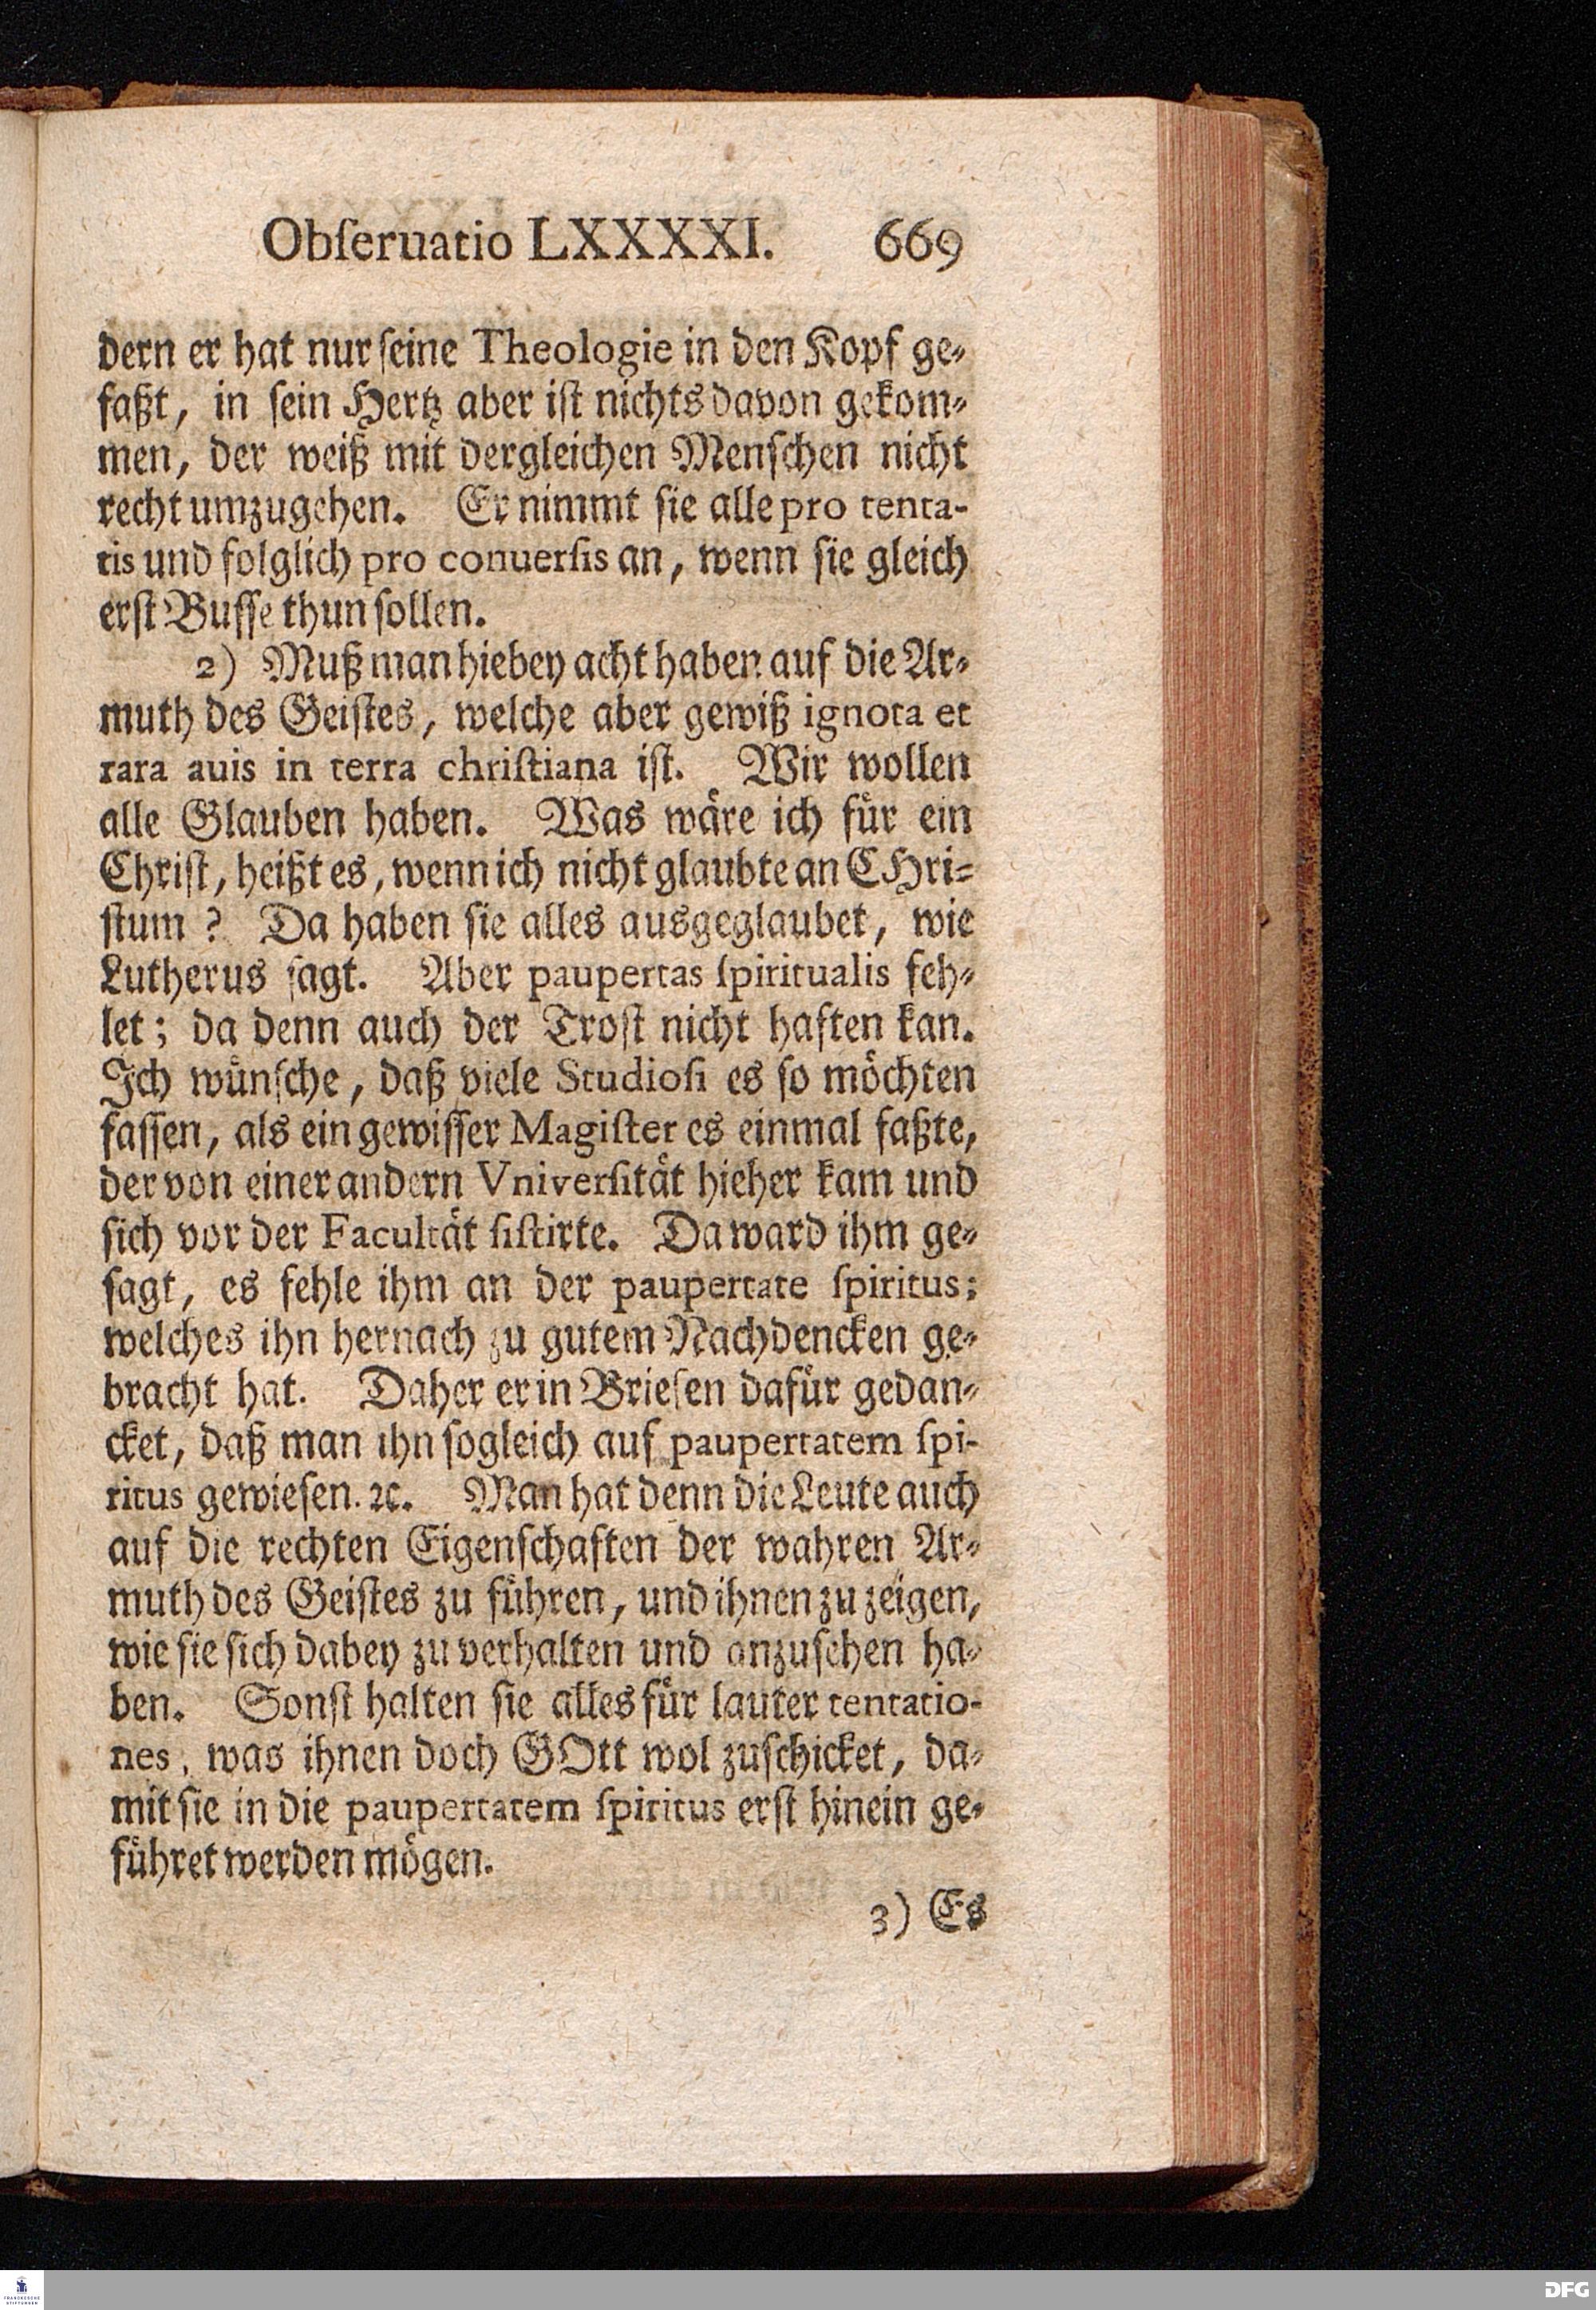 Obſeruatio LXXXXXI. 669
dern er hat nur ſeine Theologie in den Kopf ge-
faßt, in ſein Hertz aber iſt nichts davon gekom-
men, der weiß mit dergleichen Menſchen nicht
recht umzugehen. Er nimmt ſie alle pro tenta-
tis und folglich pro conuerſis an, wenn ſie gleich
erſt Buſſe thun ſollen.
2) Muß man hiebey acht haben auf die Ar-
muth des Geiſtes, welche aber gewiß ignota et
rara auis in terra chriſtiana iſt. Wir wollen
alle Glauben haben. Was wäre ich für ein
Chriſt, heißt es, wenn ich nicht glaubte an CHri-
ſtum ? Da haben ſie alles ausgeglaubet, wie
Lutherus ſagt. Aber paupertas ſpiritualis feh-
let; da denn auch der Troſt nicht haften kan.
Ich wünſche, daß viele Studioſi es ſo möchten
faſſen, als ein gewiſſer Magiſter es einmal faßte,
der von einer andern Vniverſität hieher kam und
ſich vor der Facultät ſiſtirte. Da ward ihm ge-
ſagt, es fehle ihm an der paupertate ſpiritus;
welches ihn hernach zu gutem Nachdencken ge-
bracht hat. Daher er in Briefen dafür gedan-
cket, daß man ihn ſogleich auf paupertatem ſpi-
ritus gewieſen. ꝛc. Man hat denn die Leute auch
auf die rechten Eigenſchaften der wahren Ar-
muth des Geiſtes zu führen, und ihnen zu zeigen,
wie ſie ſich dabey zu verhalten und anzuſehen ha-
ben. Sonſt halten ſie alles für lauter tentatio-
nes, was ihnen doch GOtt wol zuſchicket, da-
mit ſie in die paupertatem ſpiritus erſt hinein ge-
führet werden mögen.
3) Es
FRANCKESCHE
STIFTUNGEN
DFG